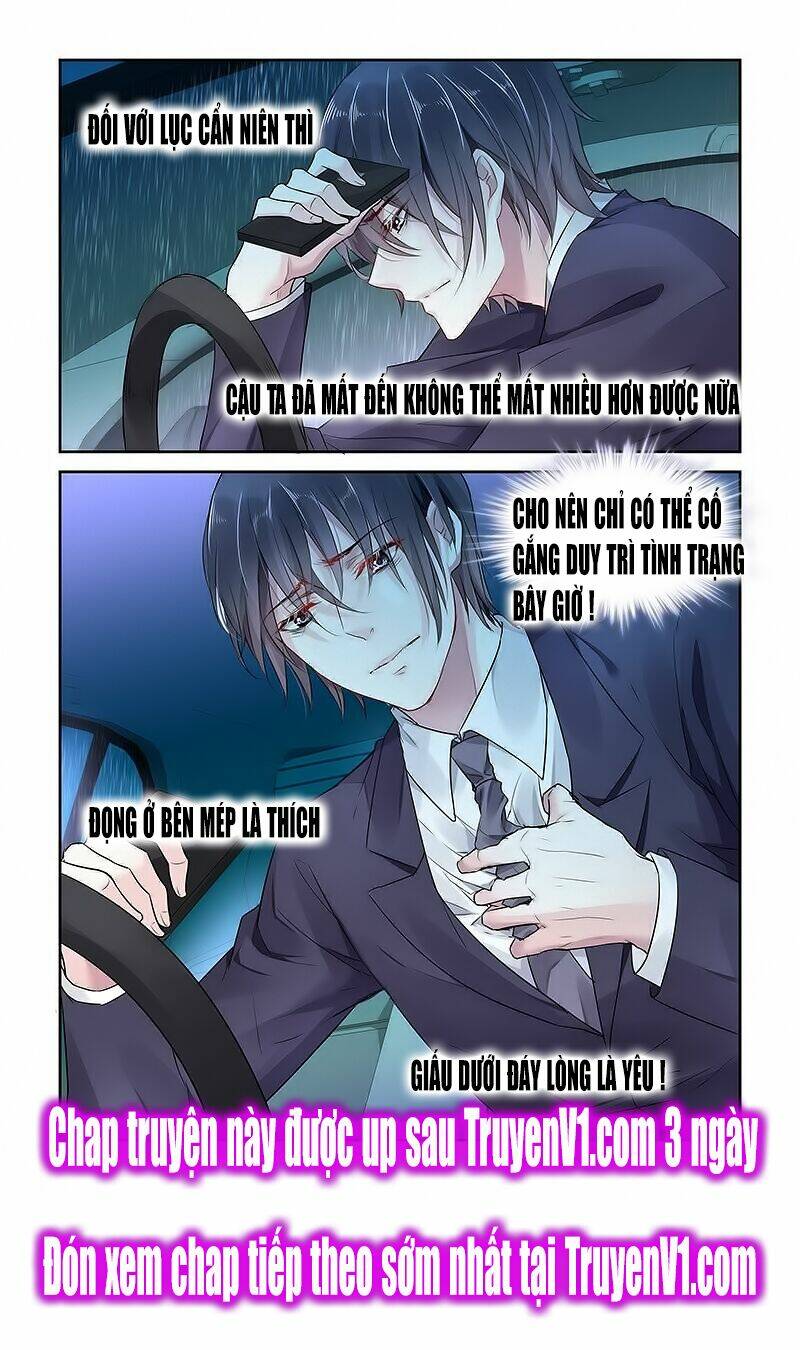 ĐỐI VỚI LỤC CẨN NIÊN THÌ
CẬU TA ĐÃ MẤT ĐẾN KHÔNG THỂ MẤT NHIỀU HƠN ĐƯỢC NỮA
CHO NÊN CHỈ CÓ THỂ CỐ
GẮNG DUY TRÌ TÌNH TRẠNG
BÂY GIỜ !
ĐỌNG Ở BÊN MÉP LÀ THÍCH
GIẤU DƯỚI ĐÁY LÒNG LÀ YÊU !
Chap truyện này được up sau TruyenV1.com 3 ngày
Đón xem chap tiếp theo sớm nhất tại TruyenV1.com